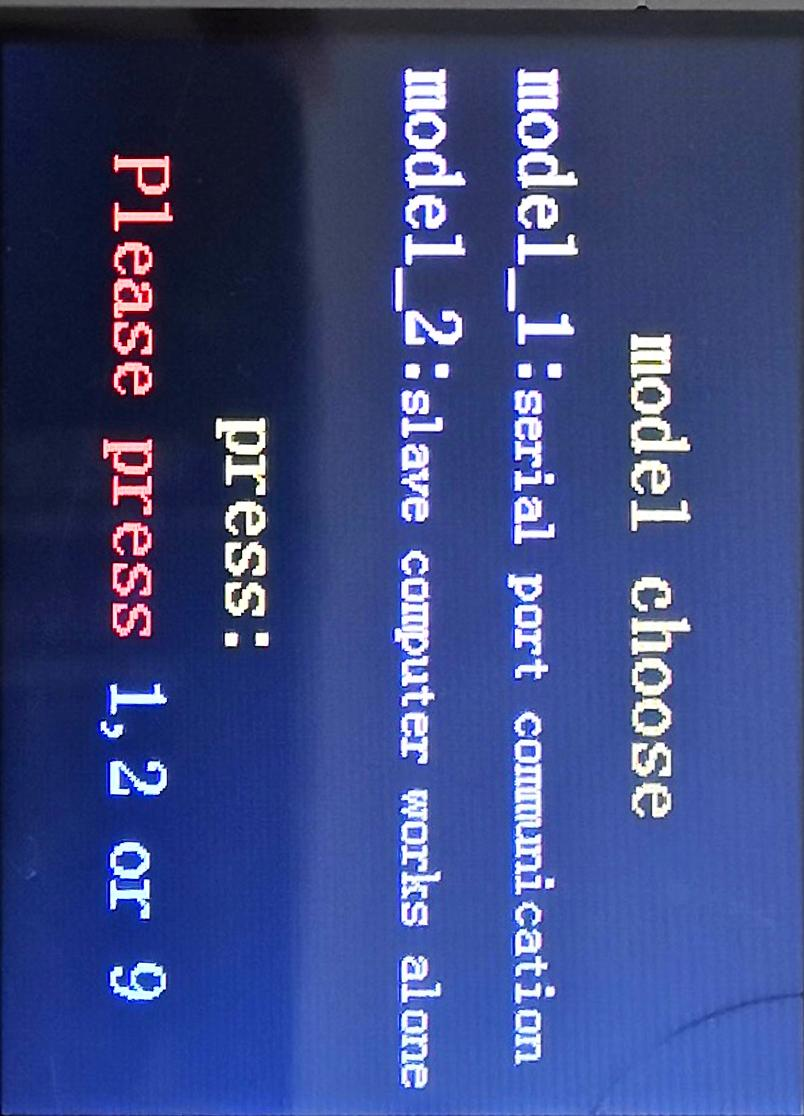 model choose
model_1:serial port communication
model_2:slave computer works alone
press:
Please press 1,2 or 9